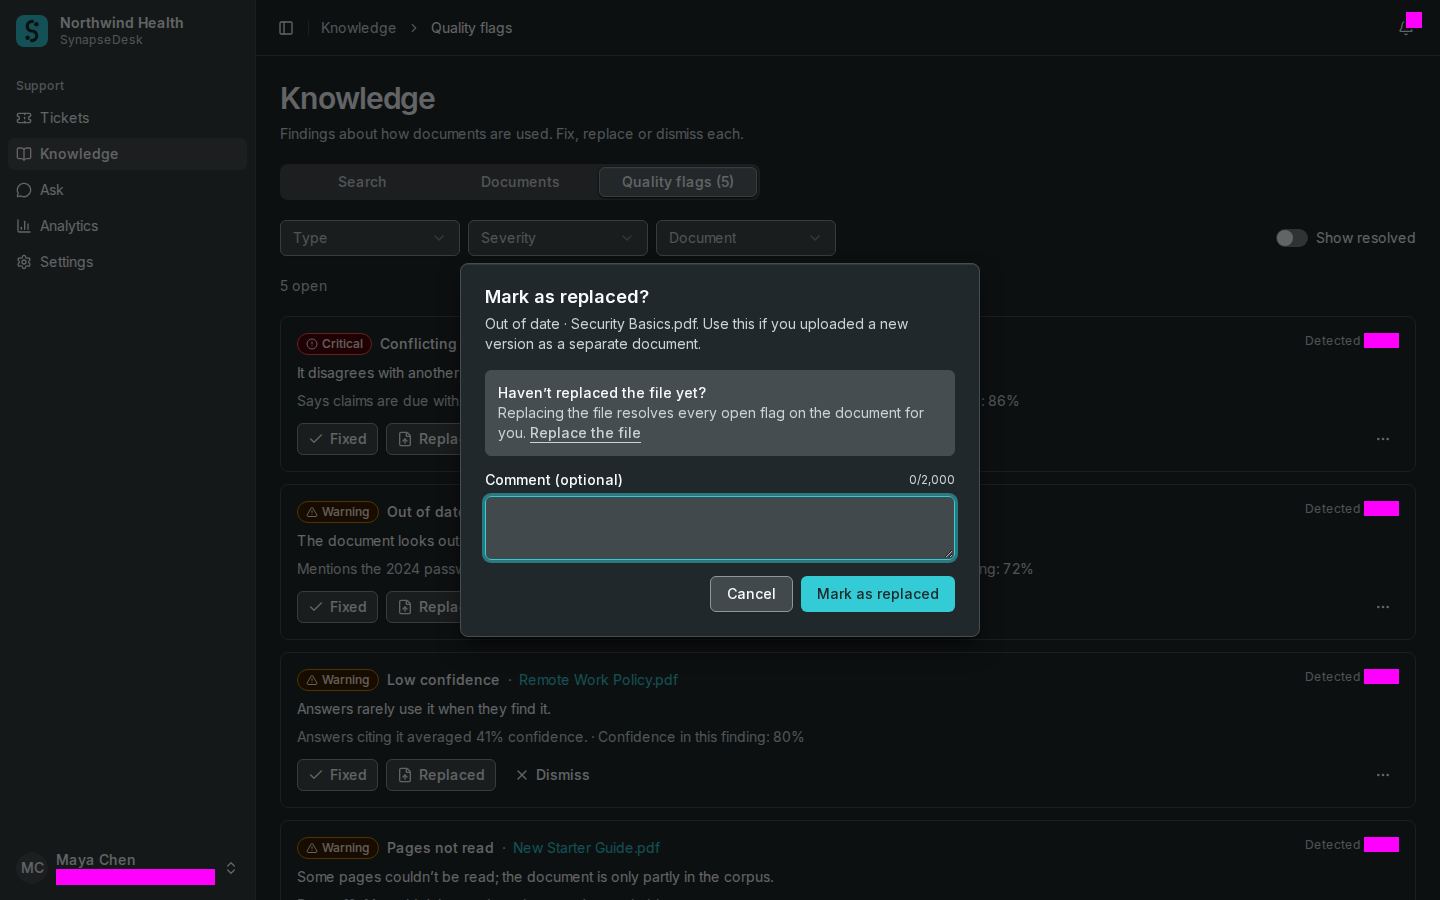 Northwind Health
SynapseDesk
Support
Tickets
Knowledge
Ask
Analytics
Settings
MC
Maya Chen
Knowledge > Quality flags
Knowledge
Findings about how documents are used. Fix, replace or dismiss each.
Search
Documents
Quality flags (5)
Type
Severity
Document
Show resolved
5 open
Critical
Conflicting
Detected
It disagrees with another
Says claims are due with
: 86%
Fixed
Repla
Warning
Out of date
Detected
The document looks out
Mentions the 2024 passw
ng: 72%
Fixed
Repla
Mark as replaced?
Out of date · Security Basics.pdf. Use this if you uploaded a new
version as a separate document.
Haven’t replaced the file yet?
Replacing the file resolves every open flag on the document for
you. Replace the file
Comment (optional)
0/2,000
Cancel
Mark as replaced
Warning
Low confidence · Remote Work Policy.pdf
Detected
Answers rarely use it when they find it.
Answers citing it averaged 41% confidence. · Confidence in this finding: 80%
Fixed
Replaced
Dismiss
Warning
Pages not read · New Starter Guide.pdf
Detected
Some pages couldn’t be read; the document is only partly in the corpus.